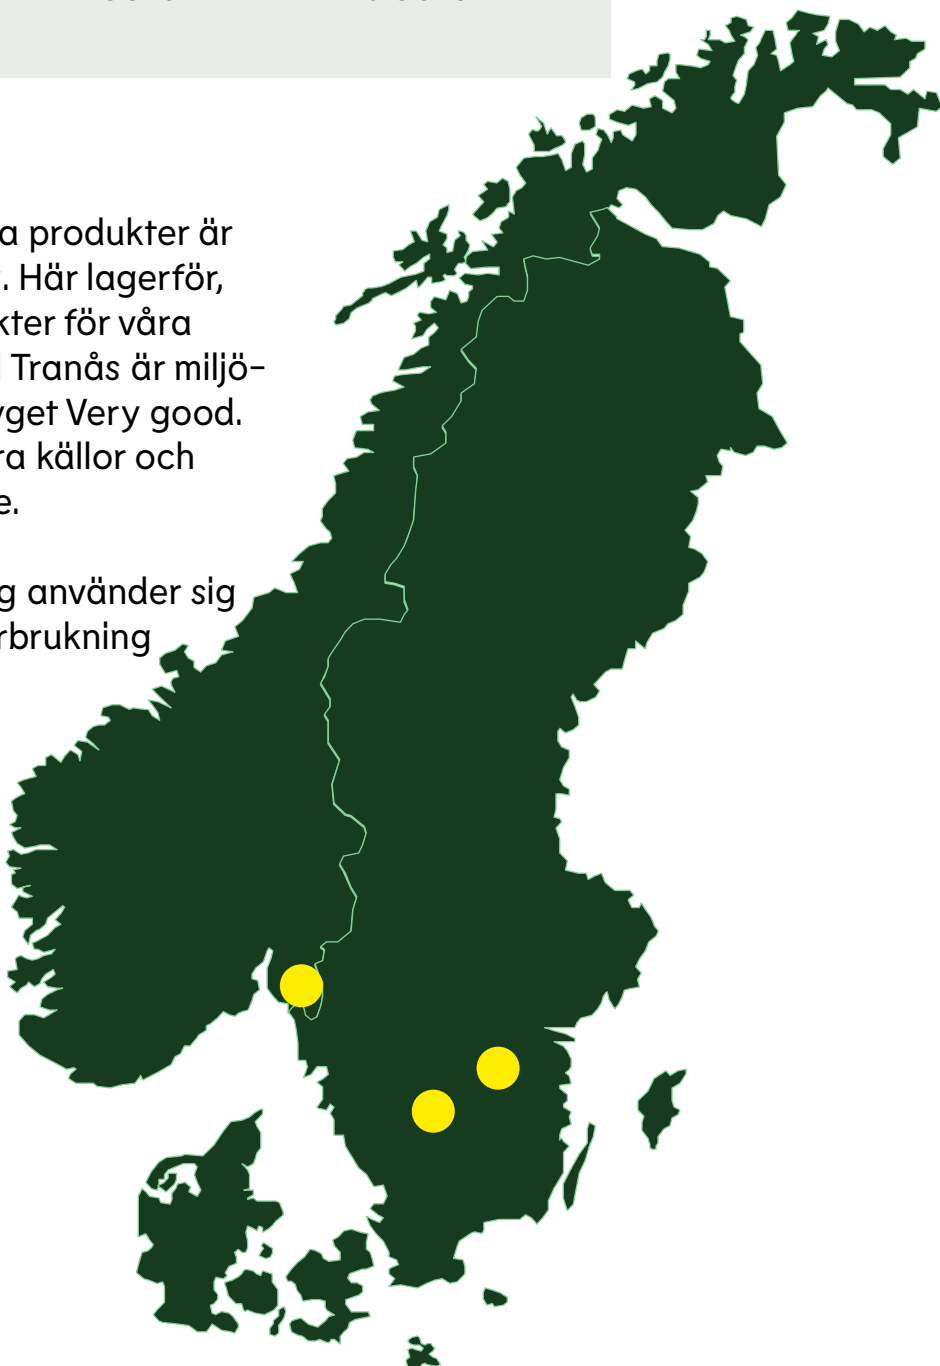 a produkter är
. Här lagerför,
kter för våra
Tranås är miljö-
yget Very good.
ra källor och
e.
g använder sig
rbrukning